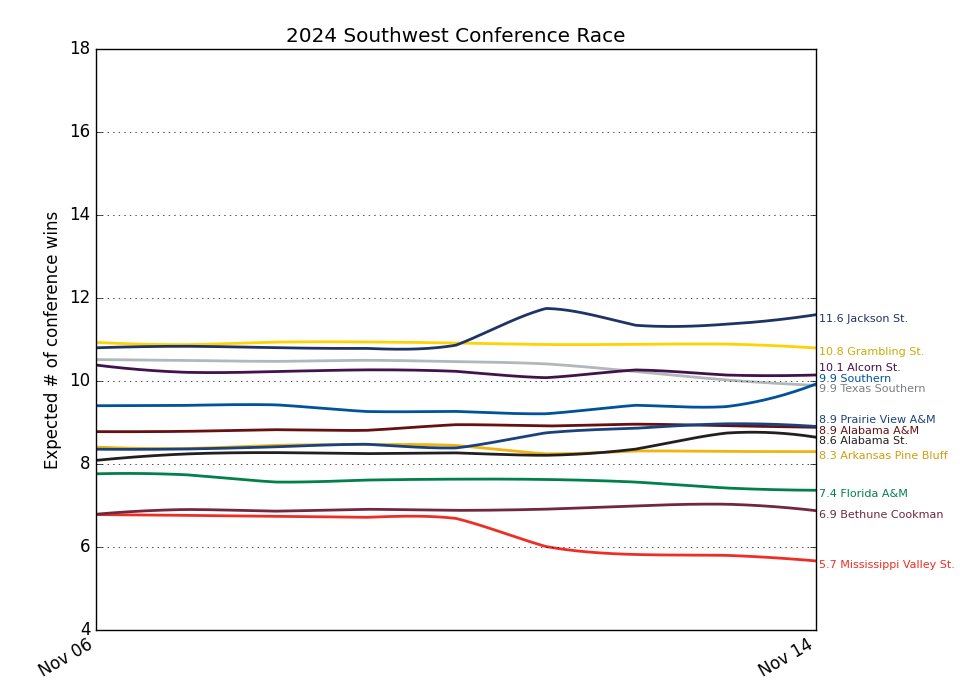 2024 Southwest Conference Race
Expected # of conference wins
18
16
14
12
10
8
6
4
Nov 06
Nov 14
11.6 Jackson St.
10.8 Grambling St.
10.1 Alcorn St.
9.9 Southern
9.9 Texas Southern
8.9 Prairie View A&M
8.9 Alabama A&M
8.6 Alabama St.
8.3 Arkansas Pine Bluff
7.4 Florida A&M
6.9 Bethune Cookman
5.7 Mississippi Valley St.